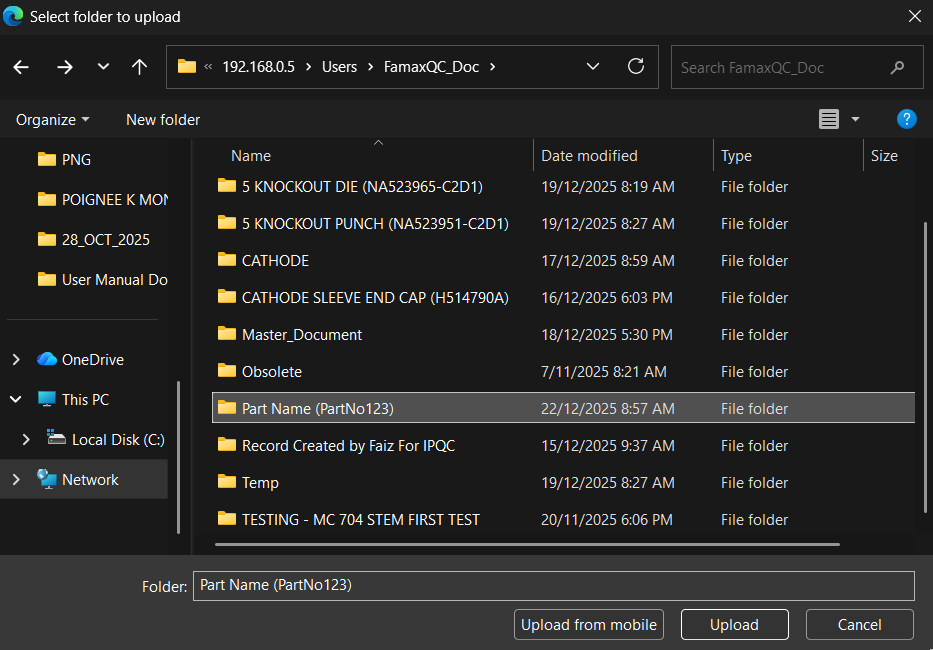 Select folder to upload
« 192.168.0.5 > Users > FamaxQC_Doc >
Search FamaxQC_Doc
Organize
New folder
?
PNG
POIGNEE K MON
28_OCT_2025
User Manual Do
OneDrive
This PC
Local Disk (C:)
Network
Name Date modified Type Size
5 KNOCKOUT DIE (NA523965-C2D1) 19/12/2025 8:19 AM File folder
5 KNOCKOUT PUNCH (NA523951-C2D1) 19/12/2025 8:27 AM File folder
CATHODE 17/12/2025 8:59 AM File folder
CATHODE SLEEVE END CAP (H514790A) 16/12/2025 6:03 PM File folder
Master_Document 18/12/2025 5:30 PM File folder
Obsolete 7/11/2025 8:21 AM File folder
Part Name (PartNo123) 22/12/2025 8:57 AM File folder
Record Created by Faiz For IPQC 15/12/2025 9:37 AM File folder
Temp 19/12/2025 8:27 AM File folder
TESTING - MC 704 STEM FIRST TEST 20/11/2025 6:06 PM File folder
Folder: Part Name (PartNo123)
Upload from mobile Upload Cancel